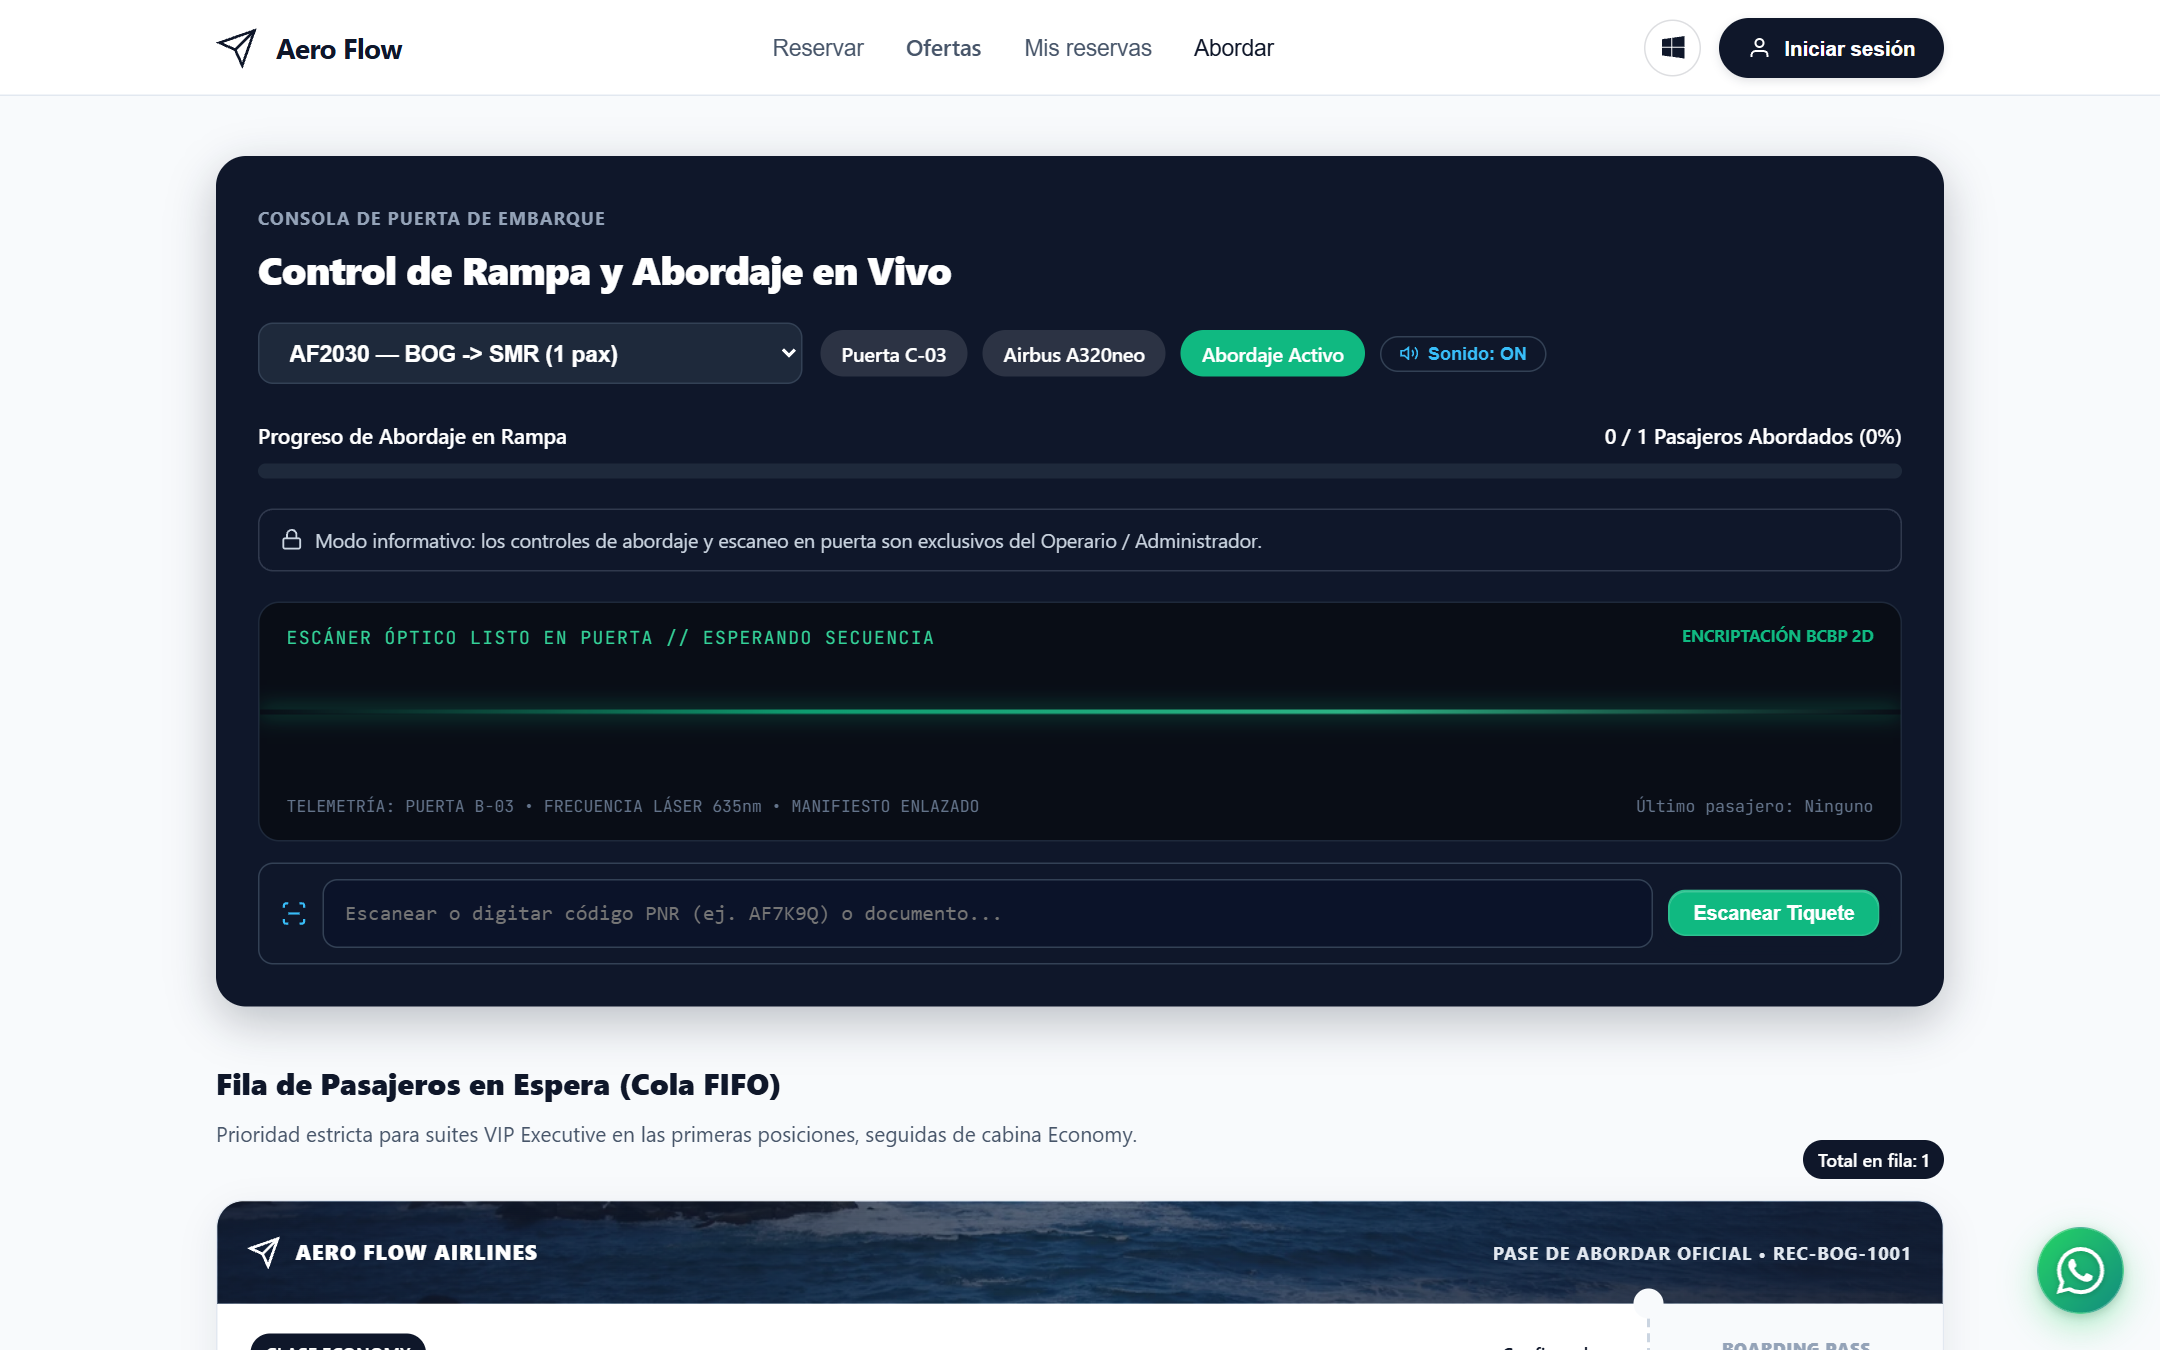 Aero Flow
Reservar
Ofertas
Mis reservas
Abordar
Iniciar sesión
CONSOLA DE PUERTA DE EMBARQUE
Control de Rampa y Abordaje en Vivo
AF2030 — BOG -> SMR (1 pax)
Puerta C-03
Airbus A320neo
Abordaje Activo
Sonido: ON
Progreso de Abordaje en Rampa
0 / 1 Pasajeros Abordados (0%)
Modo informativo: los controles de abordaje y escaneo en puerta son exclusivos del Operario / Administrador.
ESCÁNER ÓPTICO LISTO EN PUERTA // ESPERANDO SECUENCIA
ENCRIPTACIÓN BCBP 2D
TELEMETRÍA: PUERTA B-03 • FRECUENCIA LÁSER 635nm • MANIFIESTO ENLAZADO
Último pasajero: Ninguno
Escanear o digitar código PNR (ej. AF7K9Q) o documento...
Escanear Tiquete
Fila de Pasajeros en Espera (Cola FIFO)
Prioridad estricta para suites VIP Executive en las primeras posiciones, seguidas de cabina Economy.
Total en fila: 1
AERO FLOW AIRLINES
PASE DE ABORDAR OFICIAL • REC-BOG-1001
CLASE ECONOMY
BOARDING PASS